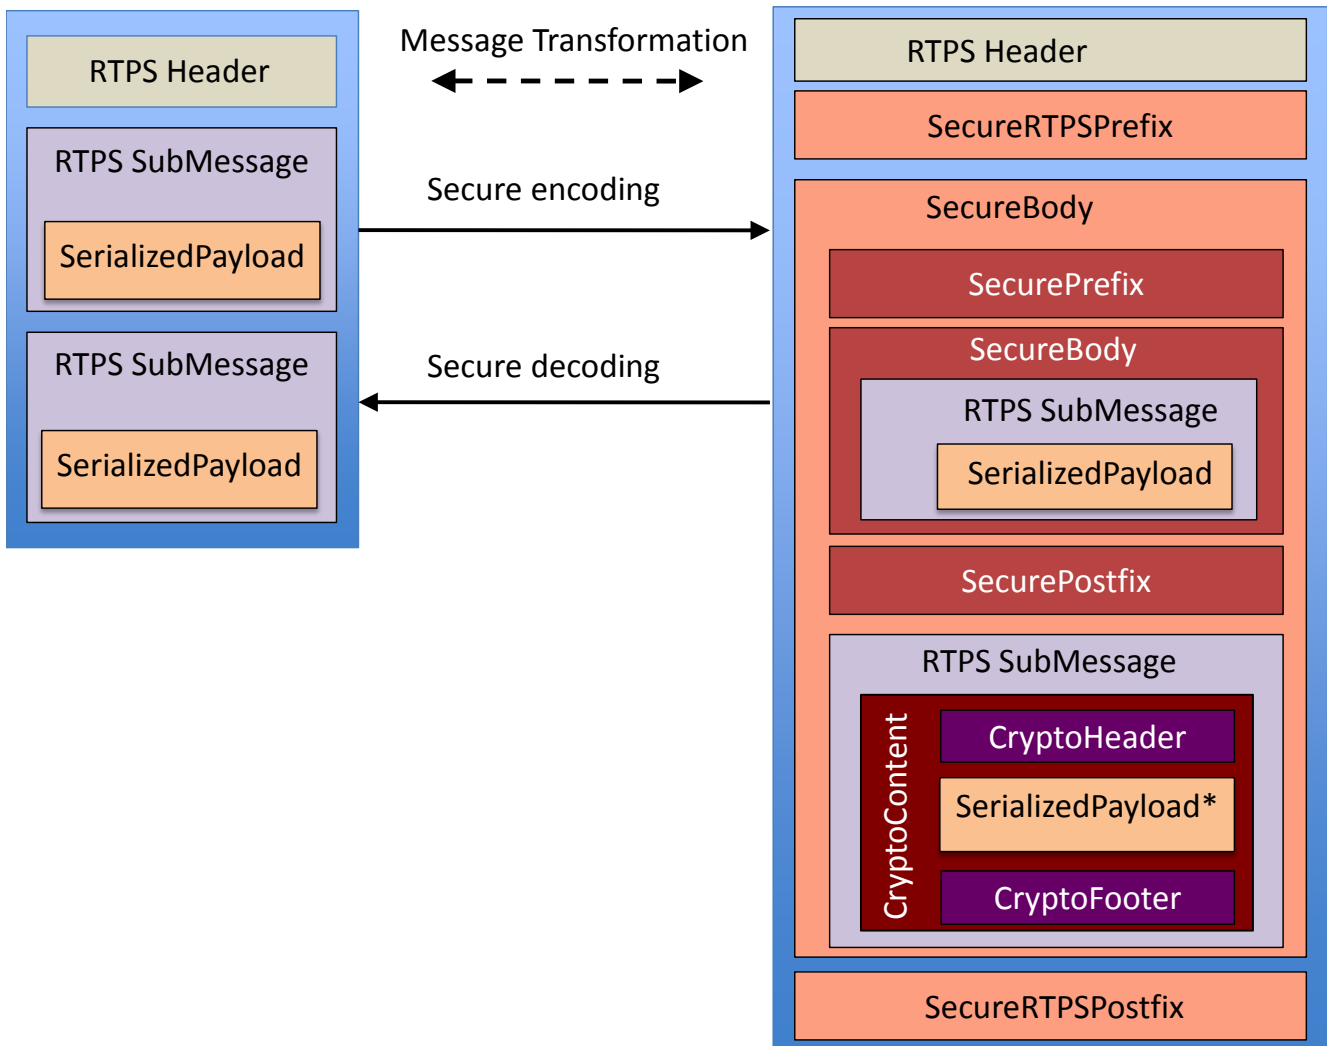 RTPS Header
RTPS SubMessage
SerializedPayload
RTPS SubMessage
SerializedPayload
Message Transformation
Secure encoding
Secure decoding
RTPS Header
SecureRTPSPrefix
SecureBody
SecurePrefix
SecureBody
RTPS SubMessage
SerializedPayload
SecurePostfix
RTPS SubMessage
CryptoContent
CryptoHeader
SerializedPayload*
CryptoFooter
SecureRTPSPostfix